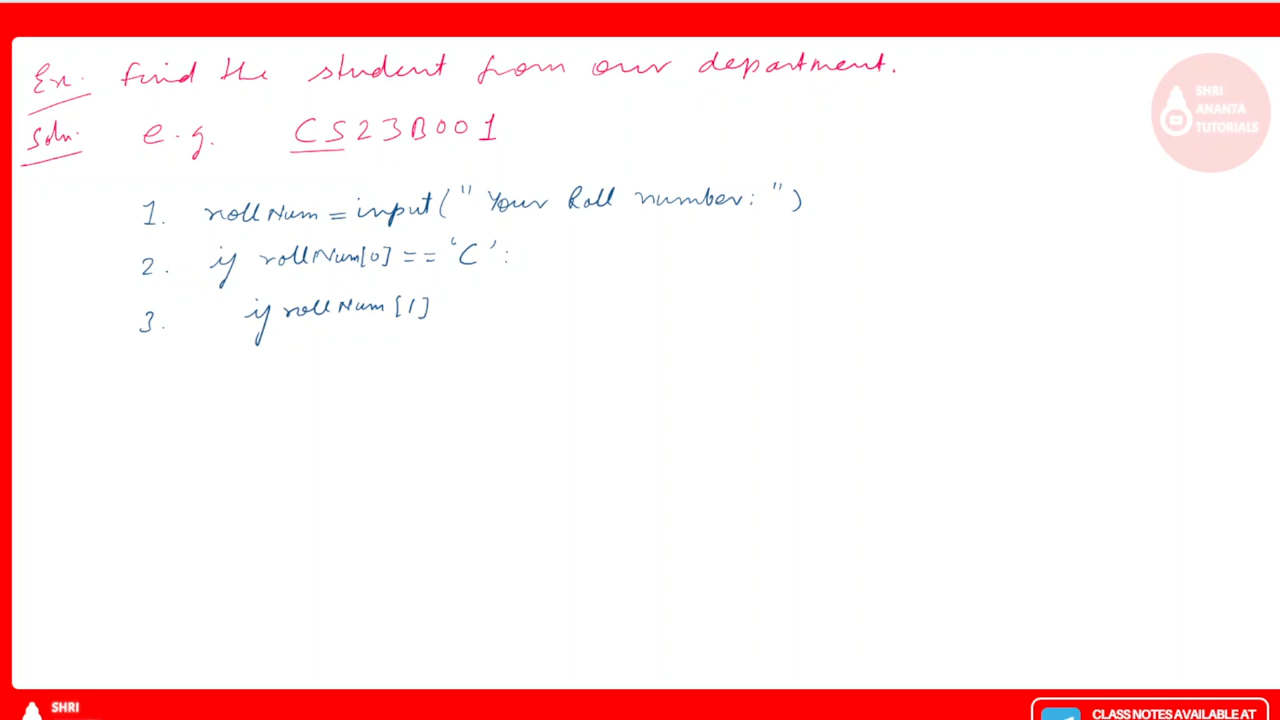 Ex. Find the student from our department.
Soln. e.g. CS23B001
1. rollNum = input(" Your Roll number: ")
2. if rollNum[0] == 'C' :
3. if rollNum [1]
SHRI
ANANTA
TUTORIALS
SHRI
CLASS NOTES AVAILABLE AT